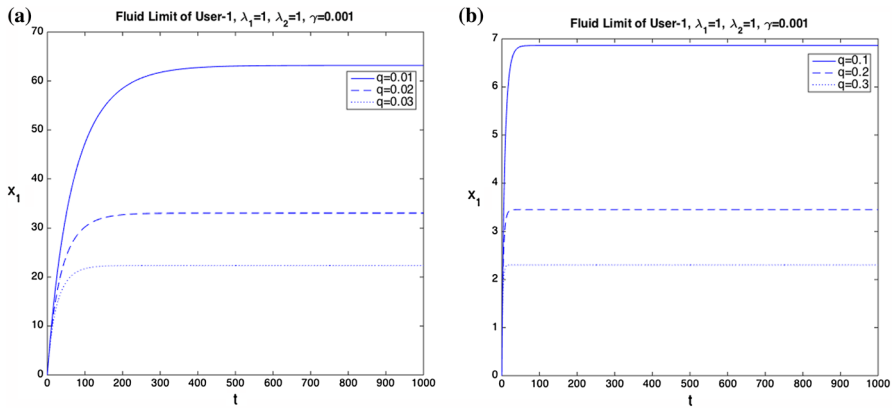 (a)
Fluid Limit of User-1, λ1=1, λ2=1, γ=0.001
70
60
50
40
30
20
10
0
X1
q=0.01
q=0.02
q=0.03
0 100 200 300 400 500 600 700 800 900 1000
t
(b)
Fluid Limit of User-1, λ1=1, λ2=1, γ=0.001
7
6
5
4
3
2
1
0
X1
q=0.1
q=0.2
q=0.3
0 100 200 300 400 500 600 700 800 900 1000
t